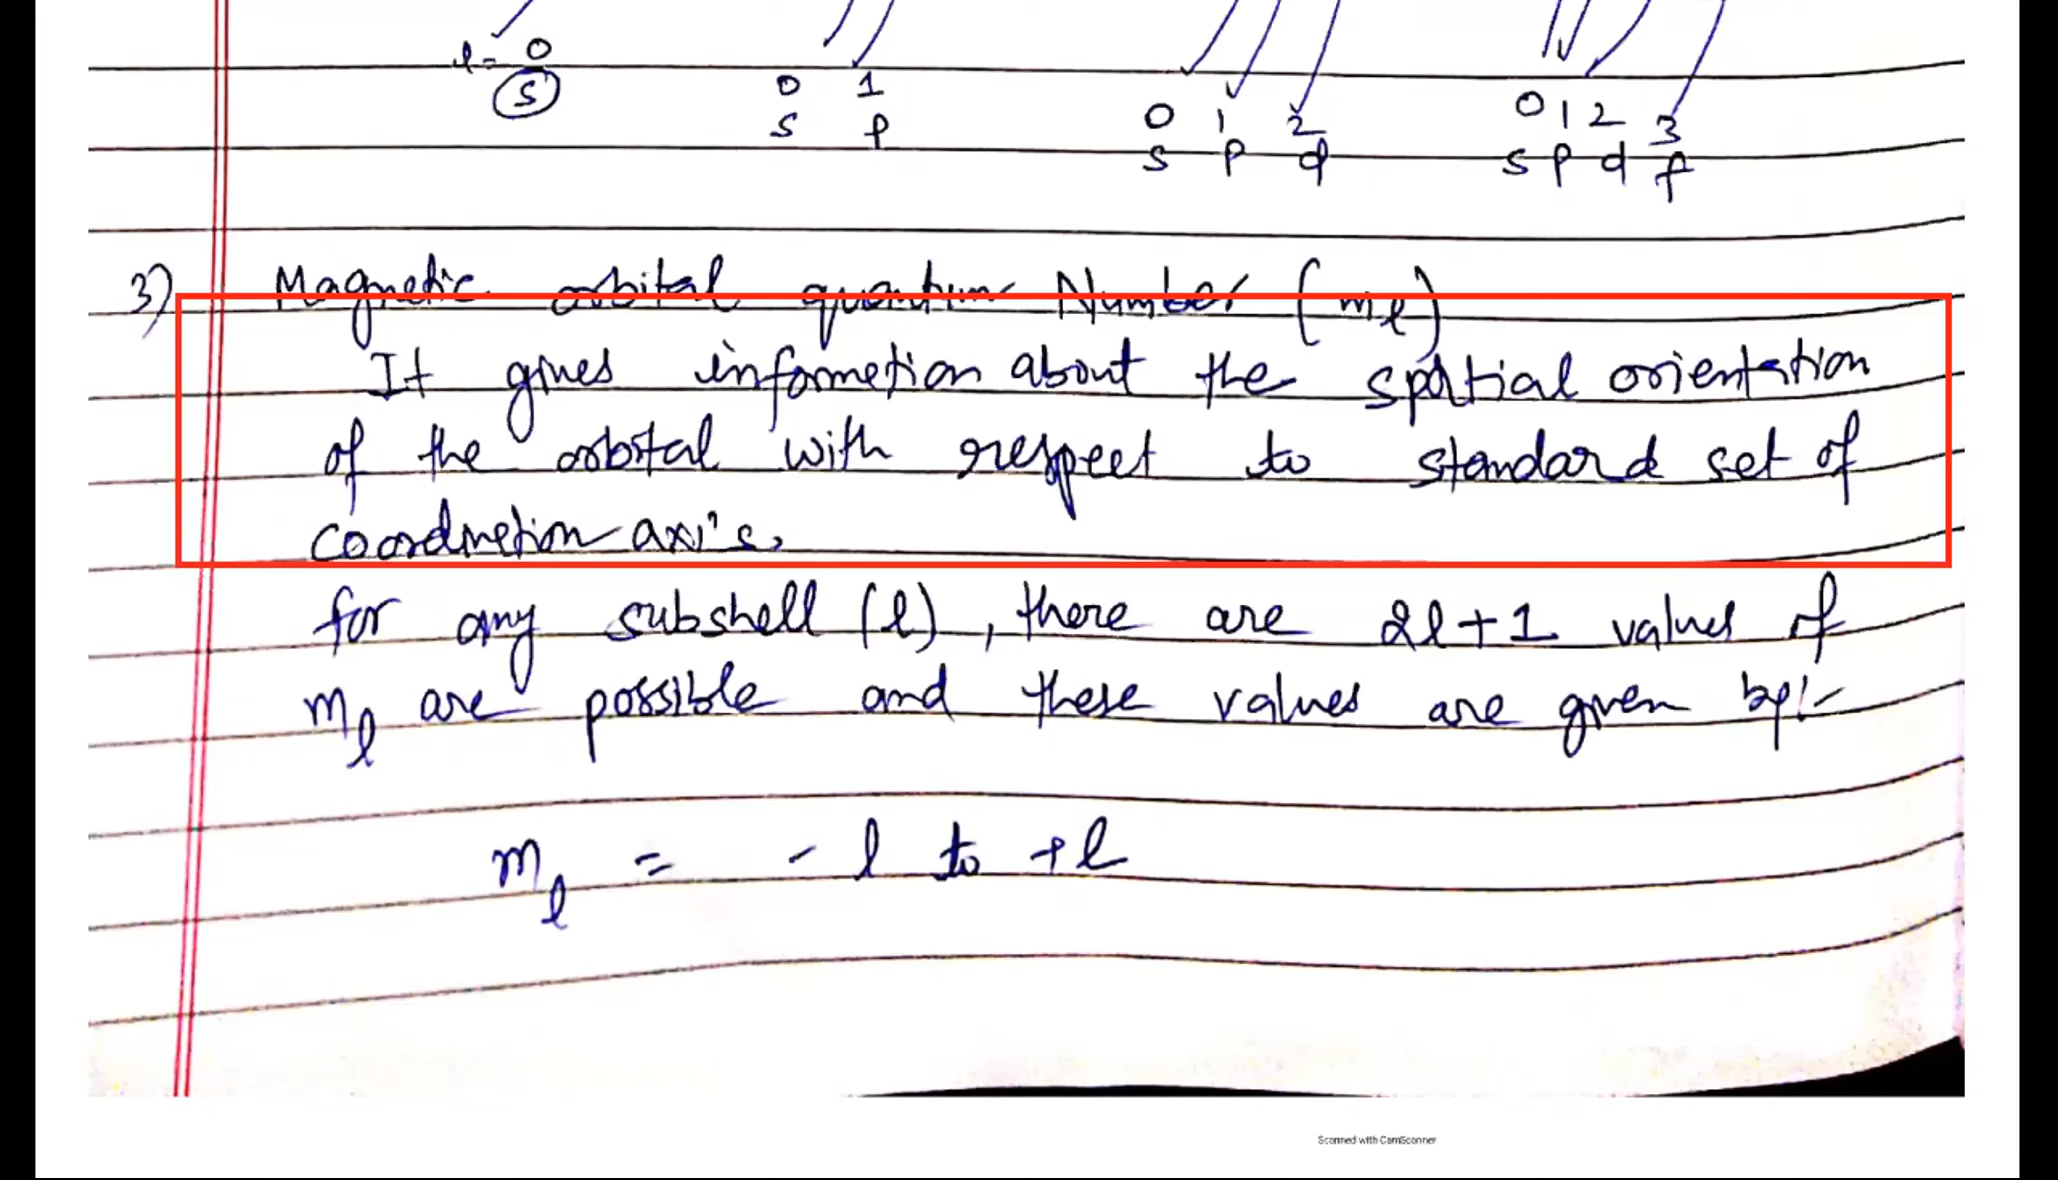 l = 0
s
0 1
s p
0 1 2
s p d
0 1 2 3
s p d f
3) Magnetic orbital quantum Number (ml)
It gives information about the spatial orientation
of the orbital with respect to standard set of
coordination axis.
for any subshell (l), there are 2l+1 values of
ml are possible and these values are given by:-
ml = - l to +l
Scanned with CamScanner